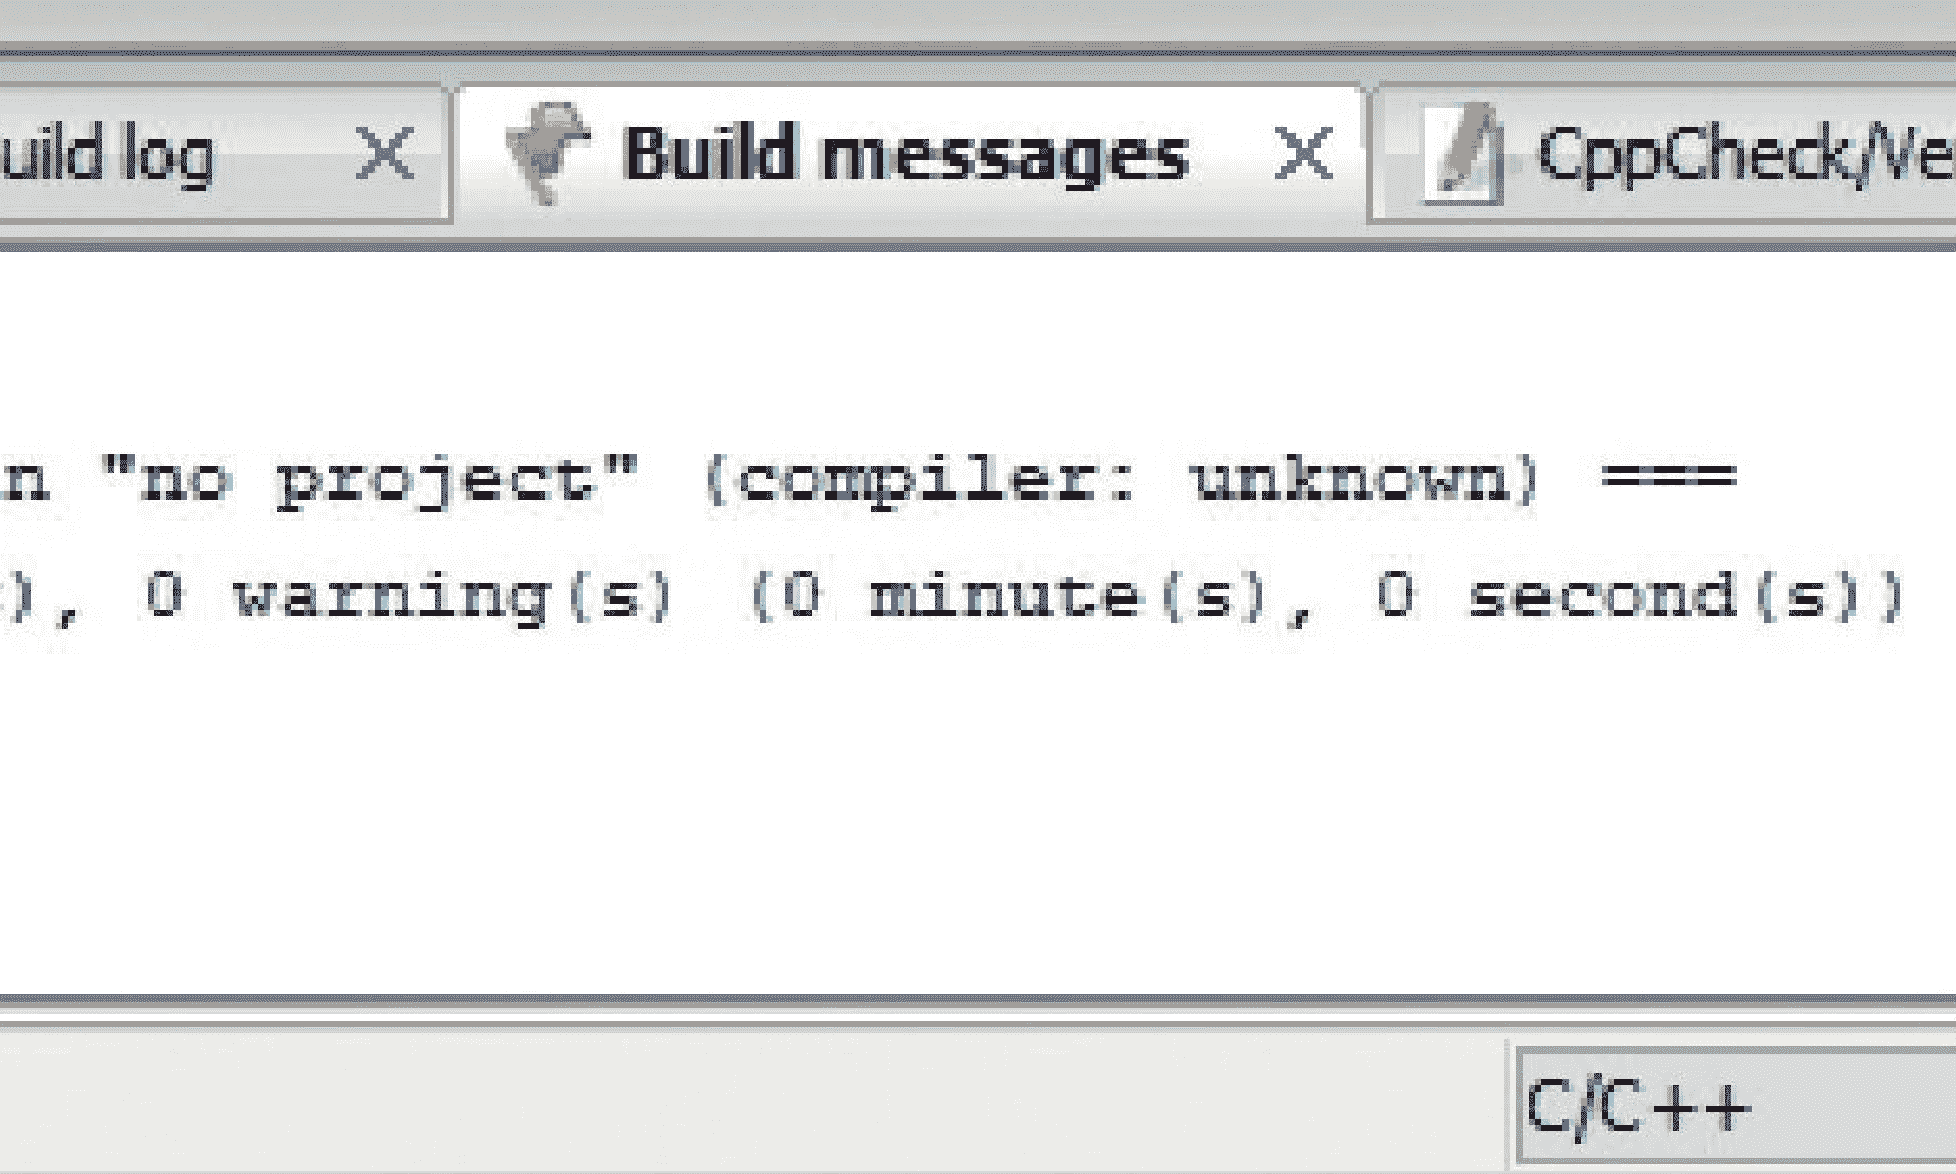 uild log Build messages CppCheck/Ve
n "no project" (compiler: unknown) ===
), 0 warning(s) (0 minute(s), 0 second(s))
C/C++